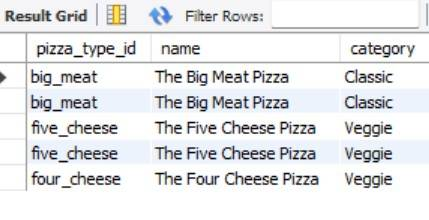 Result Grid Filter Rows:
pizza_type_id name category
big_meat The Big Meat Pizza Classic
big_meat The Big Meat Pizza Classic
five_cheese The Five Cheese Pizza Veggie
five_cheese The Five Cheese Pizza Veggie
four_cheese The Four Cheese Pizza Veggie